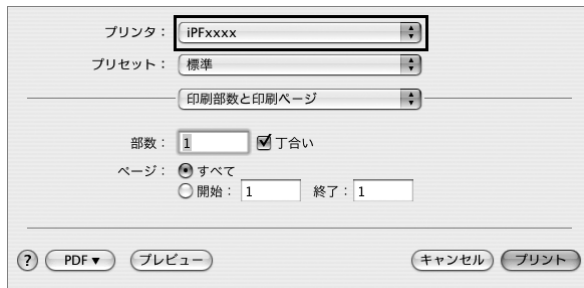 プリンタ： iPFxxxx
プリセット： 標準
印刷部数と印刷ページ
部数： 1 丁合い
ページ： すべて
開始： 1 終了： 1
? PDF▼ プレビュー キャンセル プリント